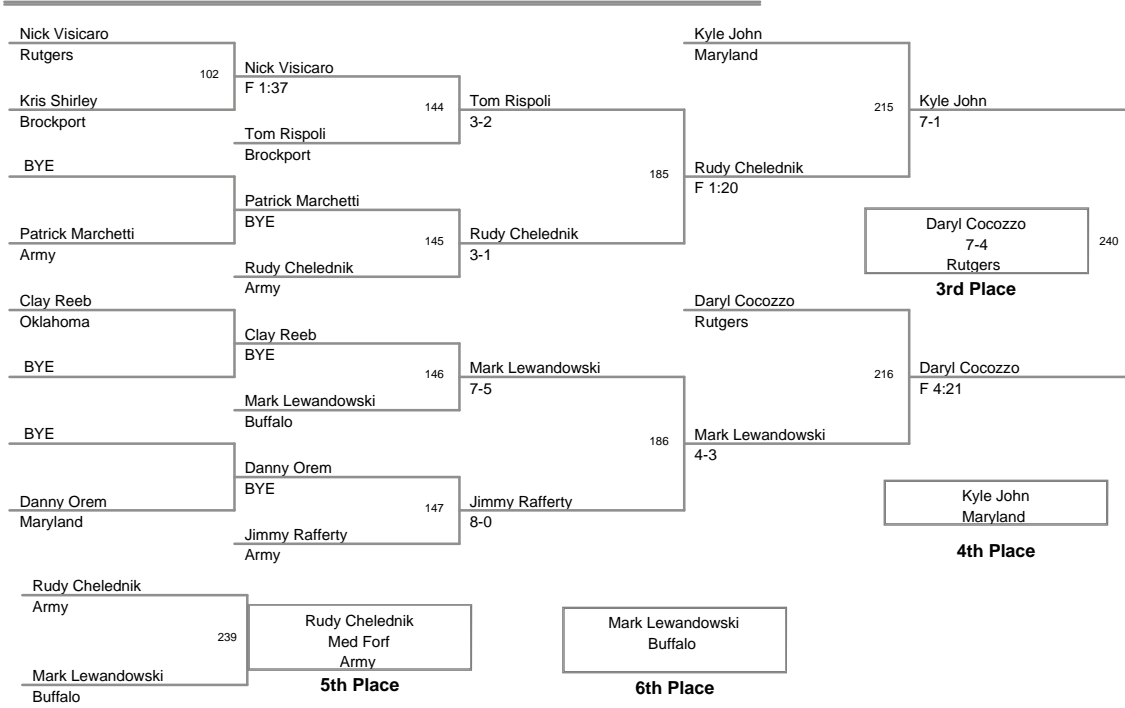 Nick Visicaro
Rutgers
102
Kris Shirley
Brockport
BYE
Patrick Marchetti
Army
Clay Reeb
Oklahoma
BYE
BYE
Danny Orem
Maryland
Nick Visicaro
F 1:37
144
Tom Rispoli
Brockport
Patrick Marchetti
BYE
145
Rudy Chelednik
Army
Clay Reeb
BYE
146
Mark Lewandowski
Buffalo
Danny Orem
BYE
147
Jimmy Rafferty
Army
Tom Rispoli
3-2
185
Rudy Chelednik
3-1
Mark Lewandowski
7-5
186
Jimmy Rafferty
8-0
Kyle John
Maryland
215
Rudy Chelednik
F 1:20
Daryl Cocozzo
Rutgers
216
Mark Lewandowski
4-3
Kyle John
7-1
Daryl Cocozzo
7-4
Rutgers
240
3rd Place
Daryl Cocozzo
F 4:21
Kyle John
Maryland
4th Place
Rudy Chelednik
Army
239
Mark Lewandowski
Buffalo
Rudy Chelednik
Med Forf
Army
5th Place
Mark Lewandowski
Buffalo
6th Place